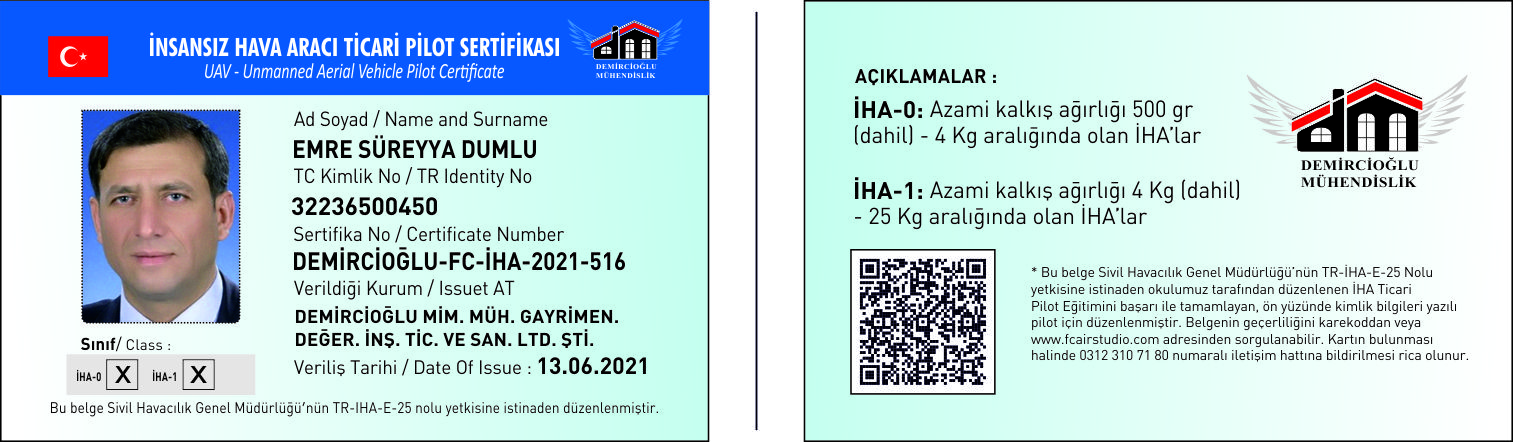 İNSANSIZ HAVA ARACI TİCARİ PİLOT SERTİFİKASI
UAV - Unmanned Aerial Vehicle Pilot Certificate
DEMİRCİOĞLU
MÜHENDİSLİK
Ad Soyad / Name and Surname
EMRE SÜREYYA DUMLU
TC Kimlik No / TR Identity No
32236500450
Sertifika No / Certificate Number
DEMİRCİOĞLU-FC-İHA-2021-516
Verildiği Kurum / Issuet AT
DEMİRCİOĞLU MİM. MÜH. GAYRİMEN.
DEĞER. İNŞ. TİC. VE SAN. LTD. ŞTİ.
Veriliş Tarihi / Date Of Issue : 13.06.2021
Sınıf/ Class :
İHA-0 X İHA-1 X
Bu belge Sivil Havacılık Genel Müdürlüğü'nün TR-IHA-E-25 nolu yetkisine istinaden düzenlenmiştir.
AÇIKLAMALAR :
İHA-0: Azami kalkış ağırlığı 500 gr
(dahil) - 4 Kg aralığında olan İHA'lar
İHA-1: Azami kalkış ağırlığı 4 Kg (dahil)
- 25 Kg aralığında olan İHA'lar
DEMİRCİOĞLU
MÜHENDİSLİK
* Bu belge Sivil Havacılık Genel Müdürlüğü'nün TR-İHA-E-25 Nolu
yetkisine istinaden okulumuz tarafından düzenlenen İHA Ticari
Pilot Eğitimini başarı ile tamamlayan, ön yüzünde kimlik bilgileri yazılı
pilot için düzenlenmiştir. Belgenin geçerliliğini karekoddan veya
www.fcairstudio.com adresinden sorgulanabilir. Kartın bulunması
halinde 0312 310 71 80 numaralı iletişim hattına bildirilmesi rica olunur.